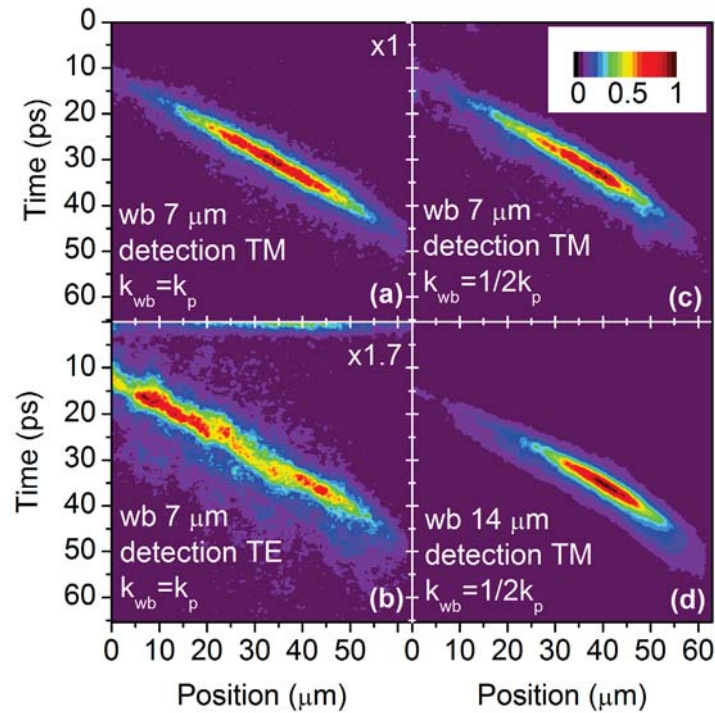 0
10
20
30
40
50
60
Time (ps)
x1
wb 7 μm
detection TM
k_wb=k_p
(a)
0 0.5 1
wb 7 μm
detection TM
k_wb=1/2k_p
(c)
10
20
30
40
50
60
Time (ps)
x1.7
wb 7 μm
detection TE
k_wb=k_p
(b)
wb 14 μm
detection TM
k_wb=1/2k_p
(d)
0 10 20 30 40 50
0 10 20 30 40 50 60
Position (μm)
Position (μm)